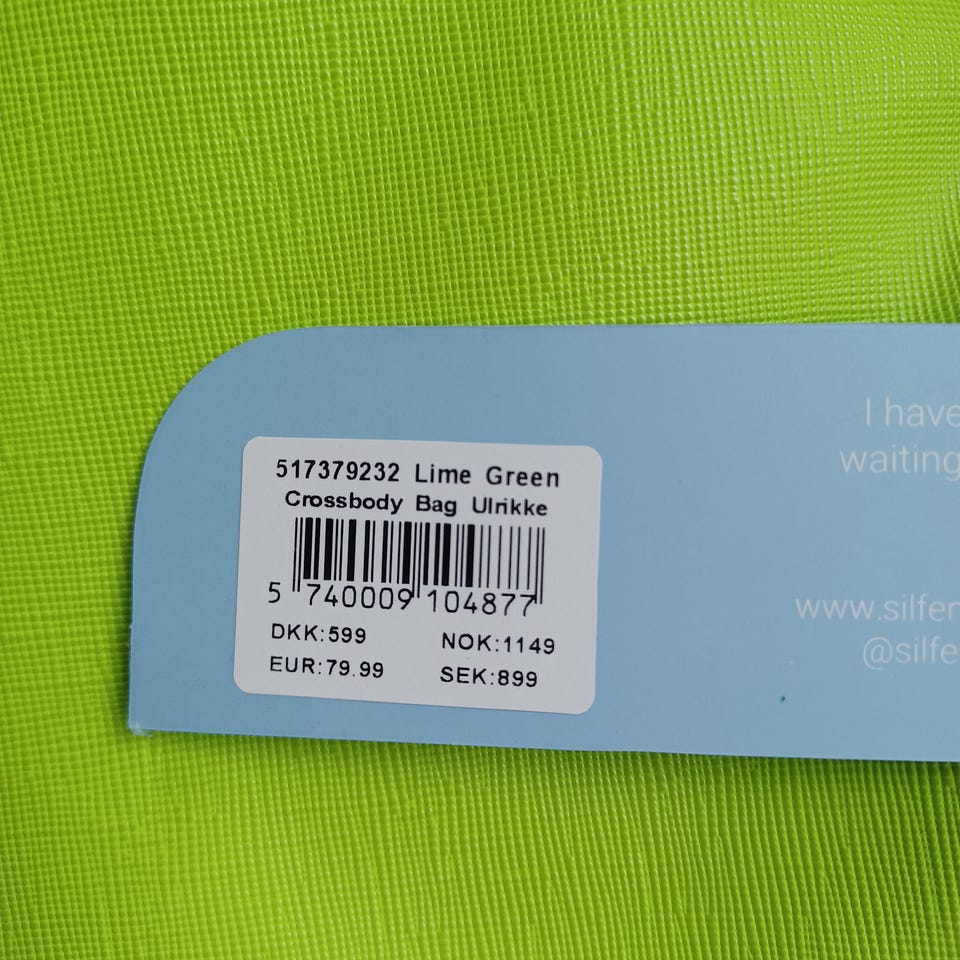 I have
waiting
517379232 Lime Green
Crossbody Bag Ulrikke
5 740009 104877
DKK:599 NOK:1149
EUR:79.99 SEK:899
www.silfen
@silfe